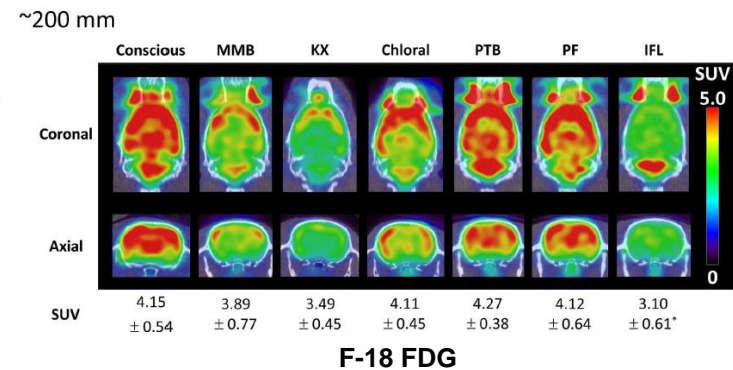 ~200 mm
Conscious MMB KX Chloral PTB PF IFL
SUV
5.0
Coronal
Axial
0
SUV
4.15 3.89 3.49 4.11 4.27 4.12 3.10
± 0.54 ± 0.77 ± 0.45 ± 0.45 ± 0.38 ± 0.64 ± 0.61*
F-18 FDG